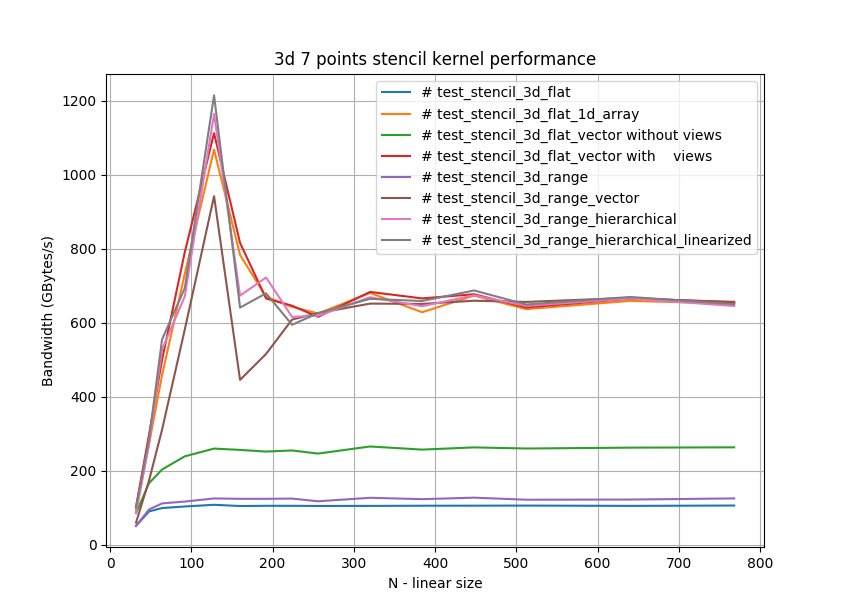 3d 7 points stencil kernel performance
# test_stencil_3d_flat
# test_stencil_3d_flat_1d_array
# test_stencil_3d_flat_vector without views
# test_stencil_3d_flat_vector with    views
# test_stencil_3d_range
# test_stencil_3d_range_vector
# test_stencil_3d_range_hierarchical
# test_stencil_3d_range_hierarchical_linearized
Bandwidth (GBytes/s)
1200
1000
800
600
400
200
0
0 100 200 300 400 500 600 700 800
N - linear size